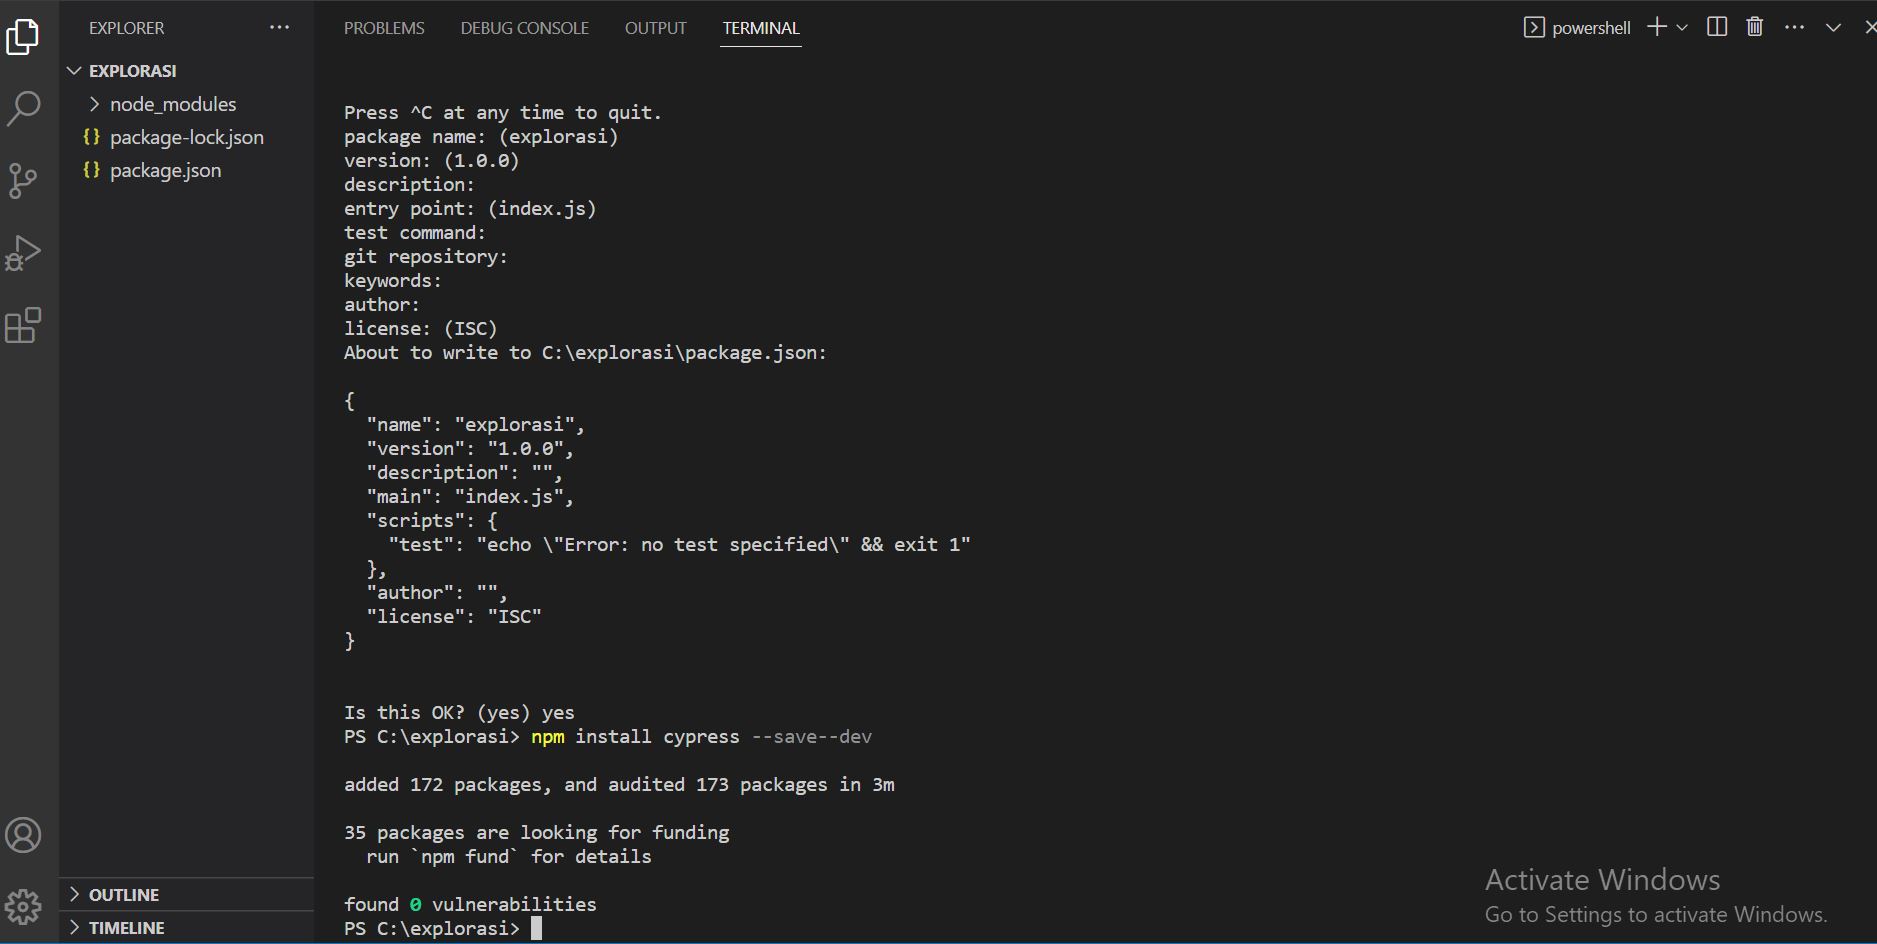 EXPLORER
PROBLEMS DEBUG CONSOLE OUTPUT TERMINAL
powershell
EXPLORASI
node_modules
{} package-lock.json
{} package.json
OUTLINE
TIMELINE
Press ^C at any time to quit.
package name: (explorasi)
version: (1.0.0)
description:
entry point: (index.js)
test command:
git repository:
keywords:
author:
license: (ISC)
About to write to C:\explorasi\package.json:
{
"name": "explorasi",
"version": "1.0.0",
"description": "",
"main": "index.js",
"scripts": {
"test": "echo \"Error: no test specified\" && exit 1"
},
"author": "",
"license": "ISC"
}
Is this OK? (yes) yes
PS C:\explorasi> npm install cypress --save--dev
added 172 packages, and audited 173 packages in 3m
35 packages are looking for funding
run `npm fund` for details
found 0 vulnerabilities
PS C:\explorasi>
Activate Windows
Go to Settings to activate Windows.